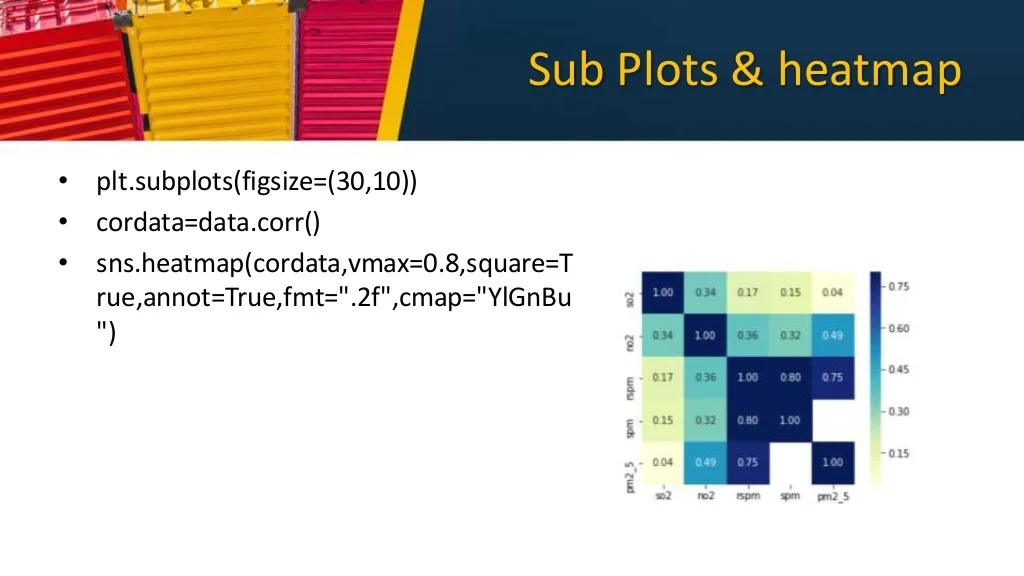 Sub Plots & heatmap
• plt.subplots(figsize=(30,10))
• cordata=data.corr()
• sns.heatmap(cordata,vmax=0.8,square=T
rue,annot=True,fmt=".2f",cmap="YlGnBu
")
so2 1.00 0.34 0.17 0.15 0.04
no2 0.34 1.00 0.36 0.32 0.49
rspm 0.17 0.36 1.00 0.80 0.75
spm 0.15 0.32 0.80 1.00
pm2_5 0.04 0.49 0.75 1.00
so2 no2 rspm spm pm2_5
0.75
0.60
0.45
0.30
0.15